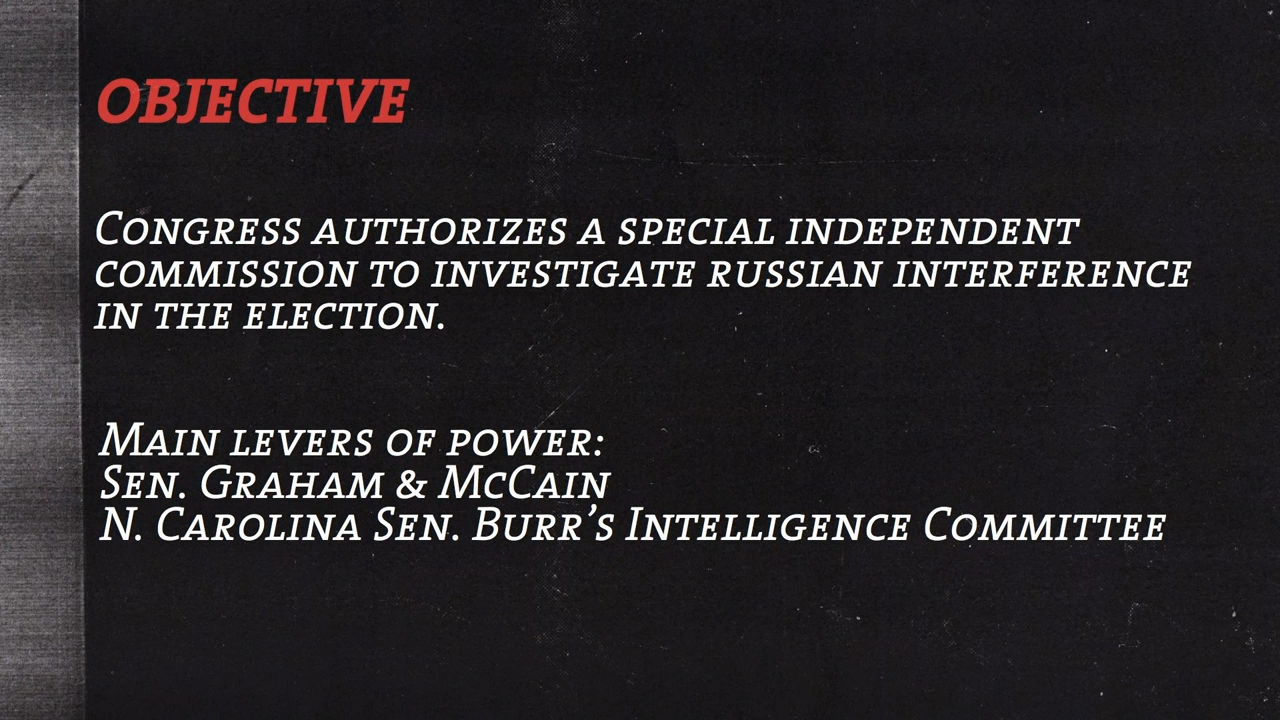 OBJECTIVE
Congress authorizes a special independent
commission to investigate russian interference
in the election.
Main levers of power:
Sen. Graham & McCain
N. Carolina Sen. Burr's Intelligence Committee